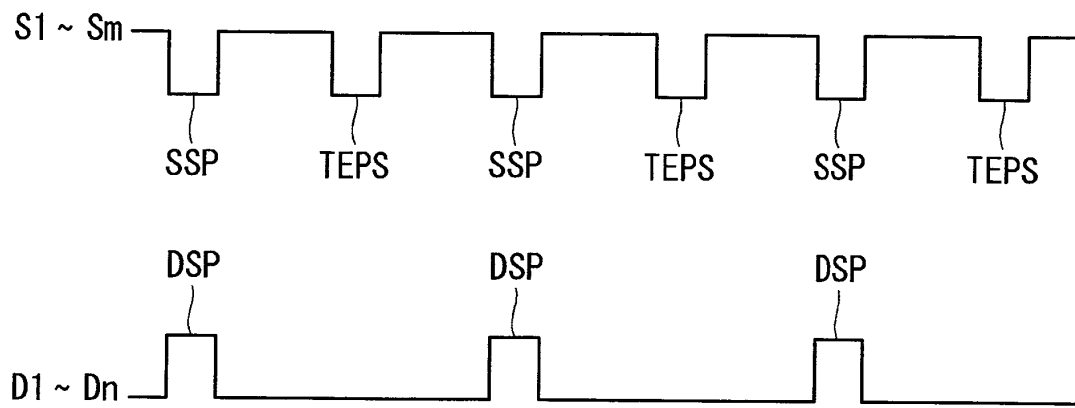 S1 ~ Sm
SSP TEPS SSP TEPS SSP TEPS
DSP DSP DSP
D1 ~ Dn